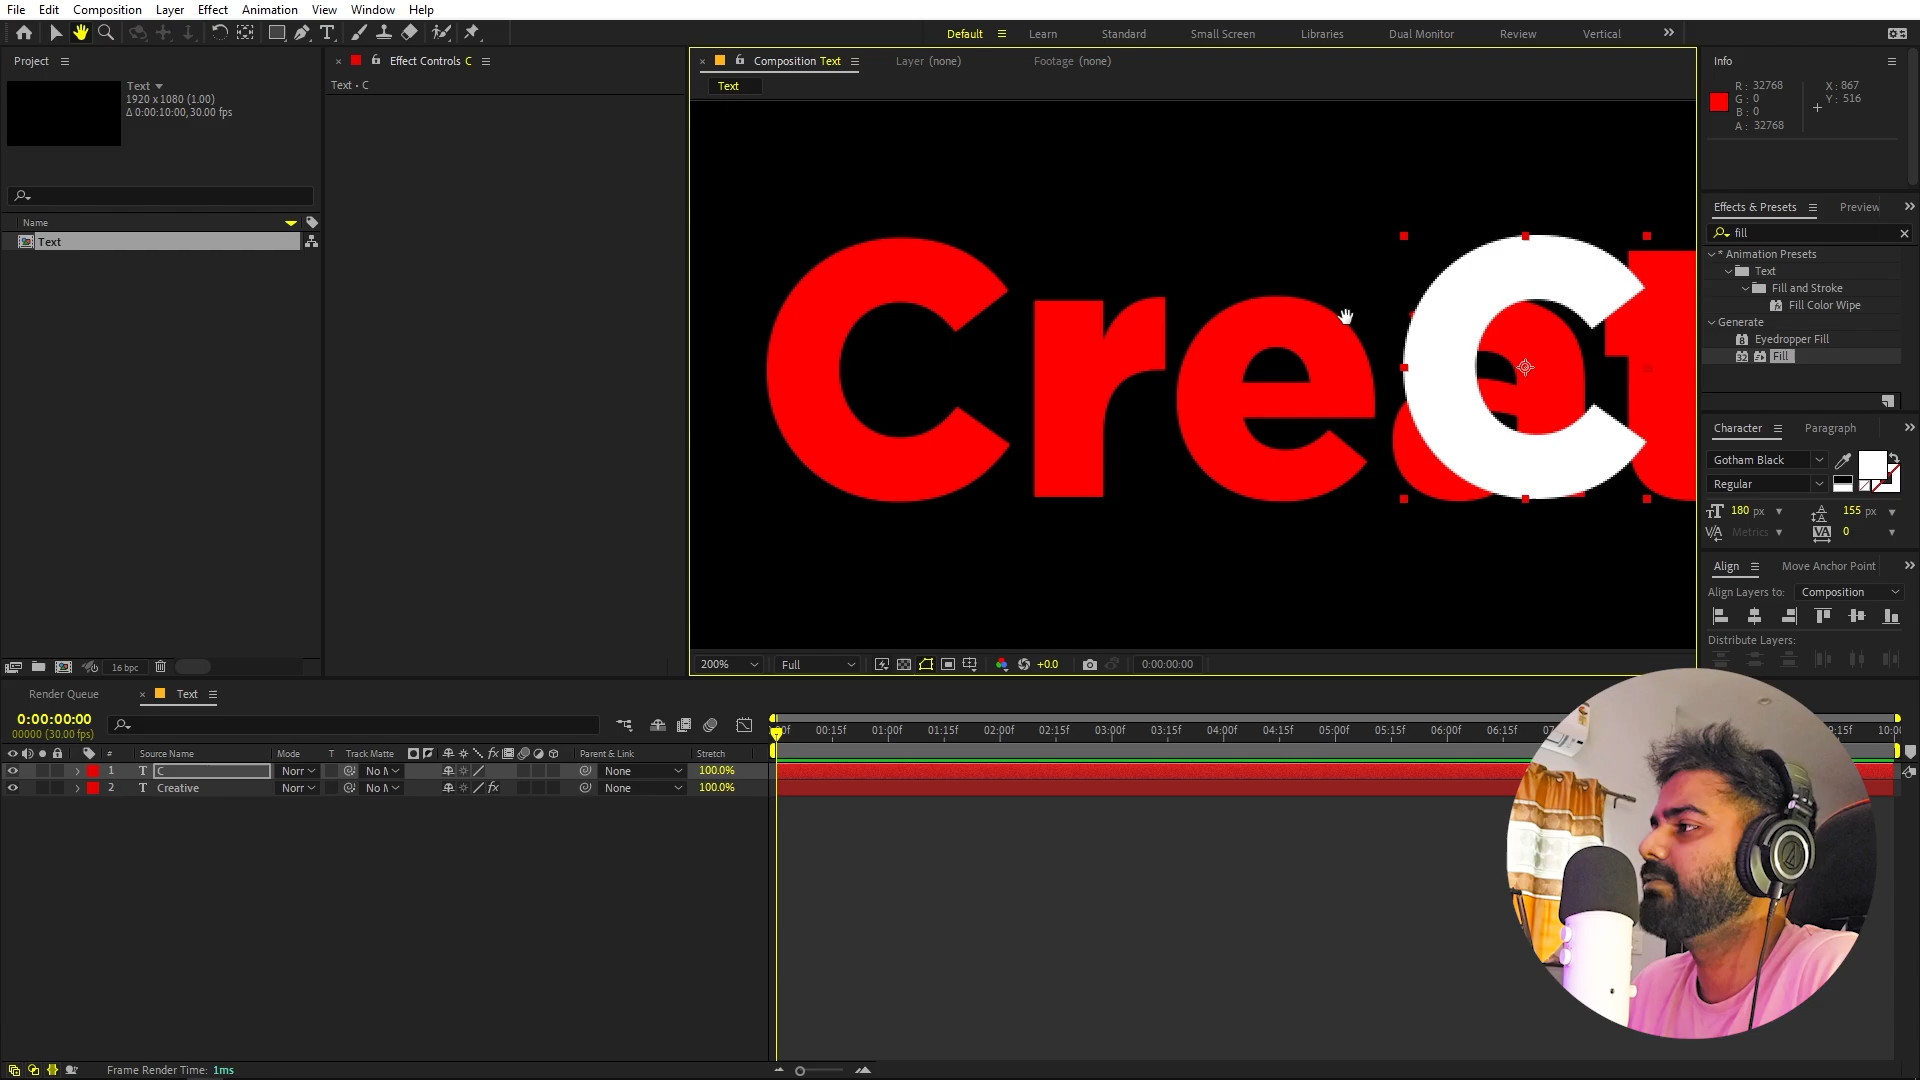 File Edit Composition Layer Effect Animation View Window Help
Default Learn Standard Small Screen Libraries Dual Monitor Review Vertical
Project
Text
1920 x 1080 (1.00)
Δ 0:00:10:00, 30.00 fps
Name
Text
16 bpc
Effect Controls C
Text • C
Composition Text
Layer (none)
Footage (none)
Text
Creat
C
200%
Full
+0.0
0:00:00:00
Info
R: 32768
G: 0
B: 0
A: 32768
X: 867
Y: 516
Effects & Presets
Preview
fill
* Animation Presets
Text
Fill and Stroke
Fill Color Wipe
Generate
Eyedropper Fill
Fill
Character
Paragraph
Gotham Black
Regular
180 px
155 px
Metrics
0
Align
Move Anchor Point
Align Layers to: Composition
Distribute Layers:
Render Queue
Text
0:00:00:00
00000 (30.00 fps)
# Source Name Mode T Track Matte Parent & Link Stretch
1 T C Norr No M None 100.0%
2 T Creative Norr No M None 100.0%
00:15f 01:00f 01:15f 02:00f 02:15f 03:00f 03:15f 04:00f 04:15f 05:00f 05:15f 06:00f 06:15f
Frame Render Time: 1ms